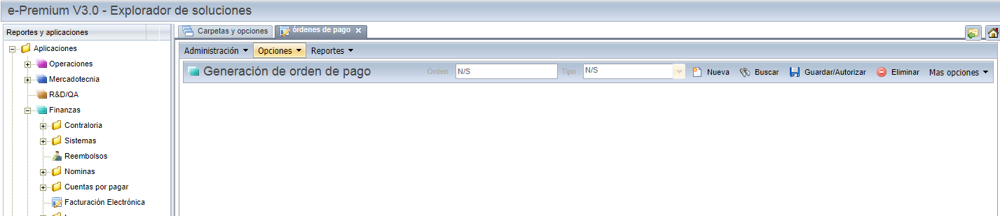 e-Premium V3.0 - Explorador de soluciones
Reportes y aplicaciones
Carpetas y opciones
órdenes de pago x
Aplicaciones
Administración
Opciones
Reportes
Operaciones
Generación de orden de pago
Orden :
N/S
Tipo :
N/S
Nueva
Buscar
Guardar/Autorizar
Eliminar
Mas opciones
Mercadotecnia
R&D/QA
Finanzas
Contraloria
Sistemas
Reembolsos
Nominas
Cuentas por pagar
Facturación Electrónica